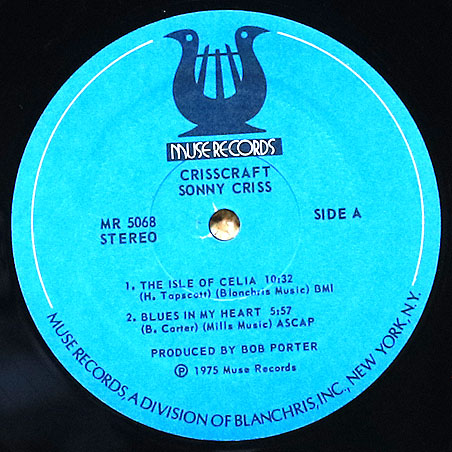 MUSE RECORDS
CRISSCRAFT
SONNY CRISS
MR 5068
STEREO
SIDE A
1. THE ISLE OF CELIA 10:32
(H. Tapscott) (Blanchris Music) BMI
2. BLUES IN MY HEART 5:57
(B. Carter) (Mills Music) ASCAP
PRODUCED BY BOB PORTER
℗ 1975 Muse Records
MUSE RECORDS, A DIVISION OF BLANCHRIS, INC., NEW YORK, N.Y.